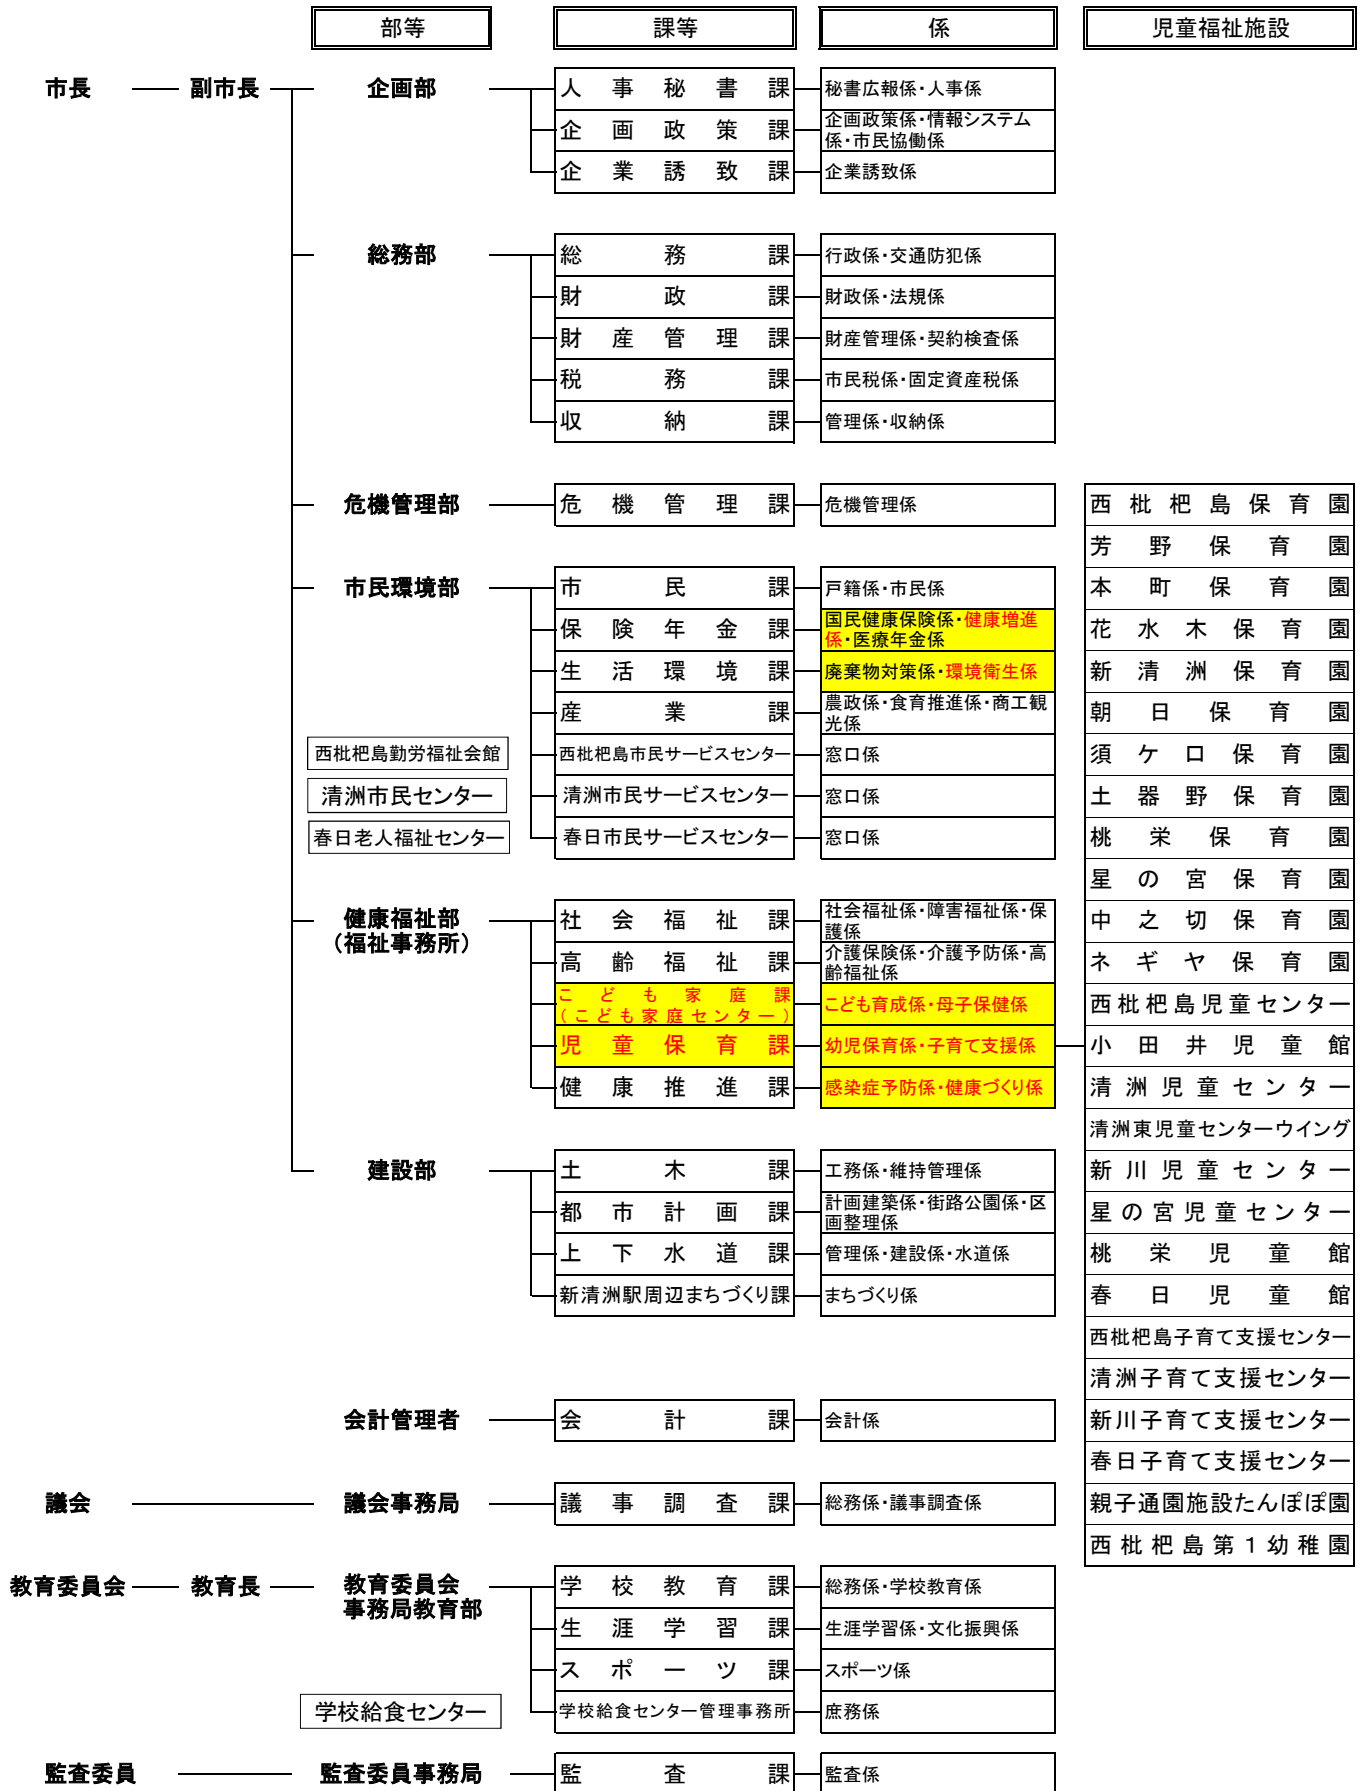 部等 課等 係 児童福祉施設
市長 副市長 企画部 人事秘書課 秘書広報係・人事係
企画政策課 企画政策係・情報システム
係・市民協働係
企業誘致課 企業誘致係
総務部 総務課 行政係・交通防犯係
財政課 財政係・法規係
財産管理課 財産管理係・契約検査係
税務課 市民税係・固定資産税係
収納課 管理係・収納係
危機管理部 危機管理課 危機管理係
市民環境部 市民課 戸籍係・市民係
保険年金課 国民健康保険係・健康増進
係・医療年金係
生活環境課 廃棄物対策係・環境衛生係
産業課 農政係・食育推進係・商工観
光係
西枇杷島勤労福祉会館 西枇杷島市民サービスセンター 窓口係
清洲市民センター 清洲市民サービスセンター 窓口係
春日老人福祉センター 春日市民サービスセンター 窓口係
健康福祉部
（福祉事務所）
社会福祉課 社会福祉係・障害福祉係・保
護係
高齢福祉課 介護保険係・介護予防係・高
齢福祉係
こども家庭課
（こども家庭センター）
こども育成係・母子保健係
児童保育課 幼児保育係・子育て支援係
健康推進課 感染症予防係・健康づくり係
建設部 土木課 工務係・維持管理係
都市計画課 計画建築係・街路公園係・区
画整理係
上下水道課 管理係・建設係・水道係
新清洲駅周辺まちづくり課 まちづくり係
会計管理者 会計課 会計係
議会 議会事務局 議事調査課 総務係・議事調査係
教育委員会 教育長 教育委員会
事務局教育部
学校教育課 総務係・学校教育係
生涯学習課 生涯学習係・文化振興係
スポーツ課 スポーツ係
学校給食センター 学校給食センター管理事務所 庶務係
監査委員 監査委員事務局 監査課 監査係
西枇杷島保育園
芳野保育園
本町保育園
花水木保育園
新清洲保育園
朝日保育園
須ケ口保育園
土器野保育園
桃栄保育園
星の宮保育園
中之切保育園
ネギヤ保育園
西枇杷島児童センター
小田井児童館
清洲児童センター
清洲東児童センターウイング
新川児童センター
星の宮児童センター
桃栄児童館
春日児童館
西枇杷島子育て支援センター
清洲子育て支援センター
新川子育て支援センター
春日子育て支援センター
親子通園施設たんぽぽ園
西枇杷島第１幼稚園